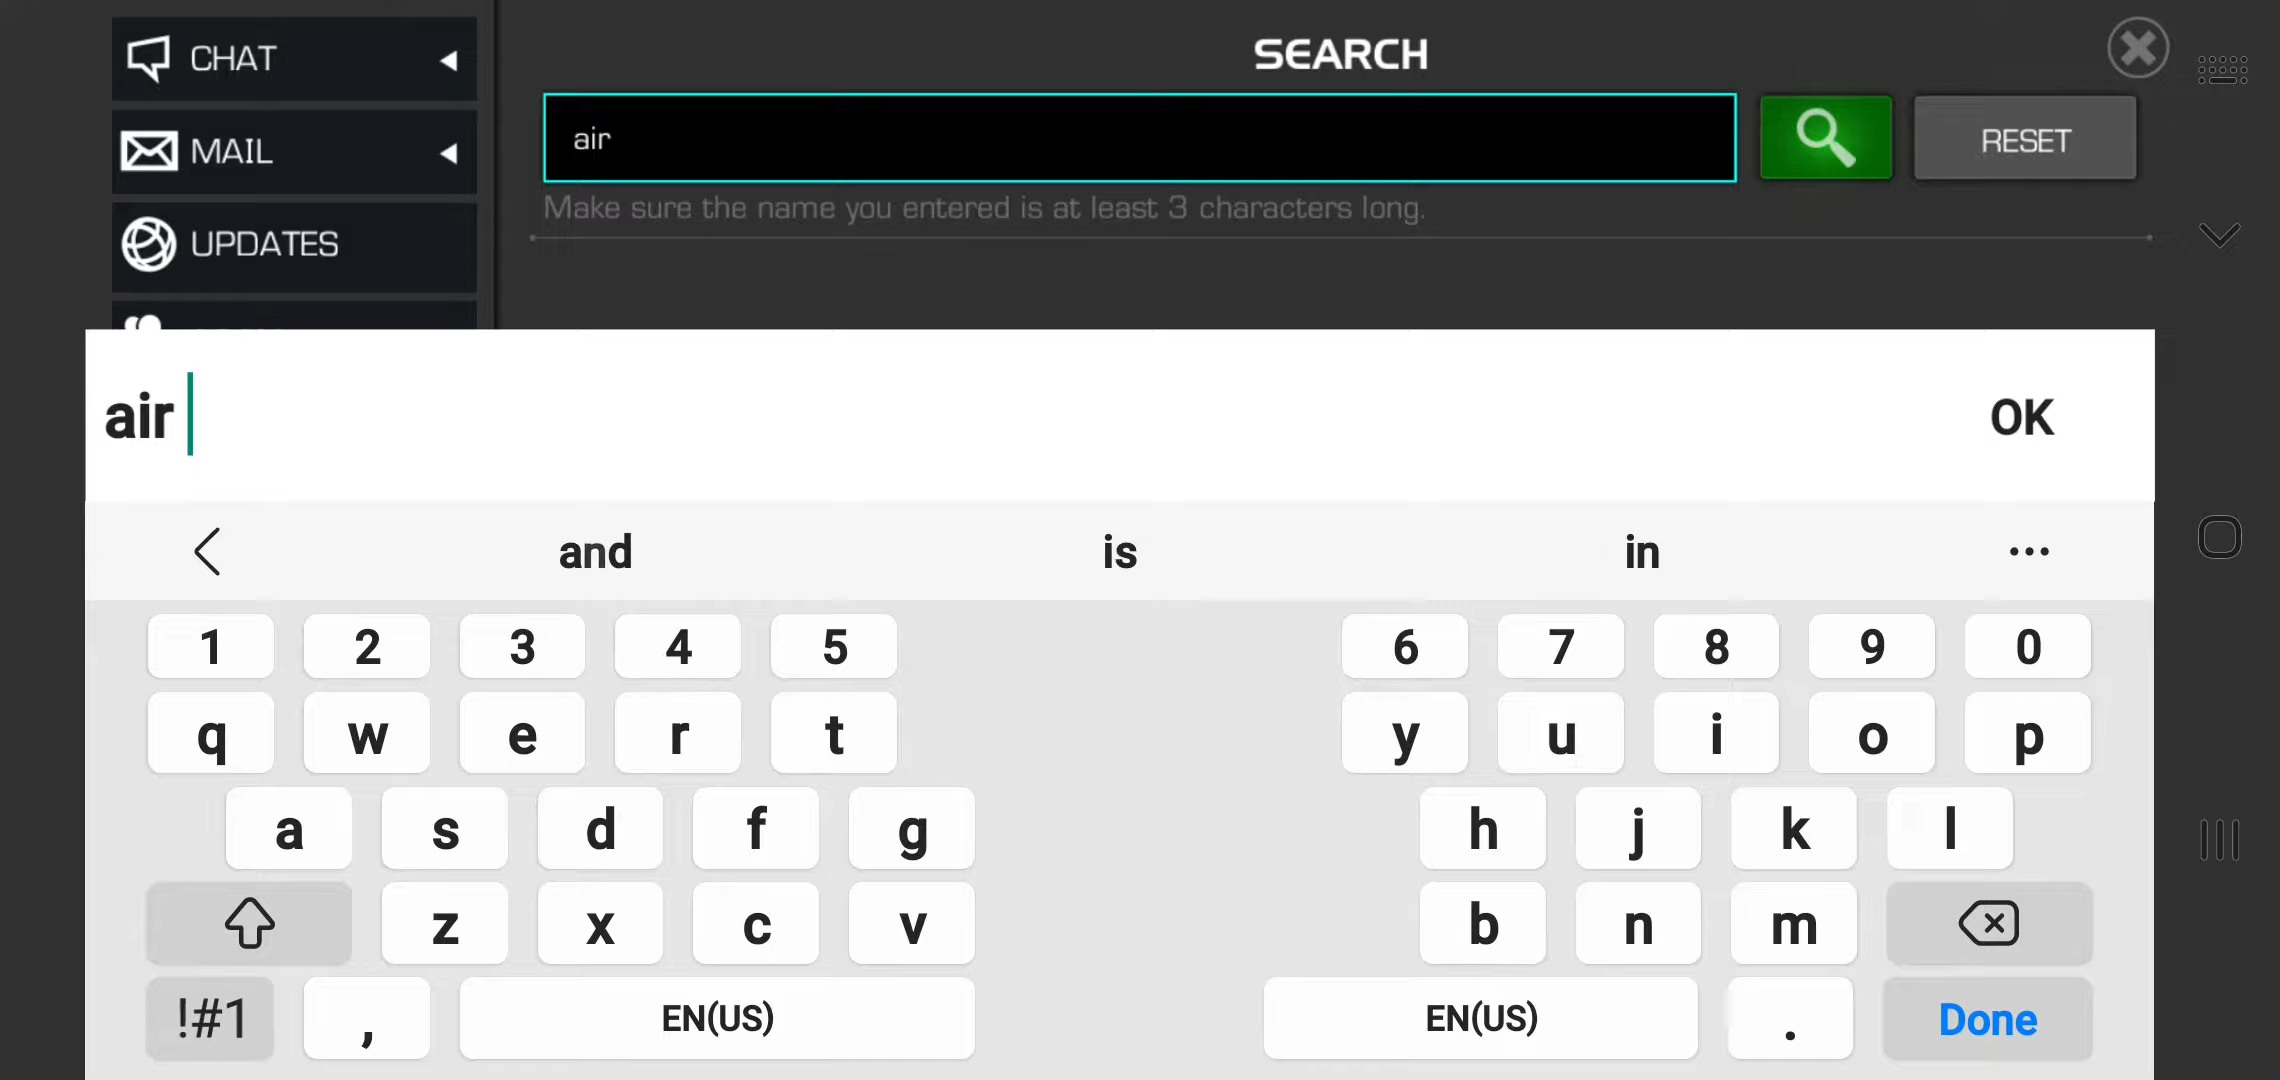 CHAT
MAIL
UPDATES
SEARCH
air
RESET
Make sure the name you entered is at least 3 characters long.
air
OK
and is in
1 2 3 4 5 6 7 8 9 0
q w e r t y u i o p
a s d f g h j k l
z x c v b n m
!#1 , EN(US) EN(US) . Done